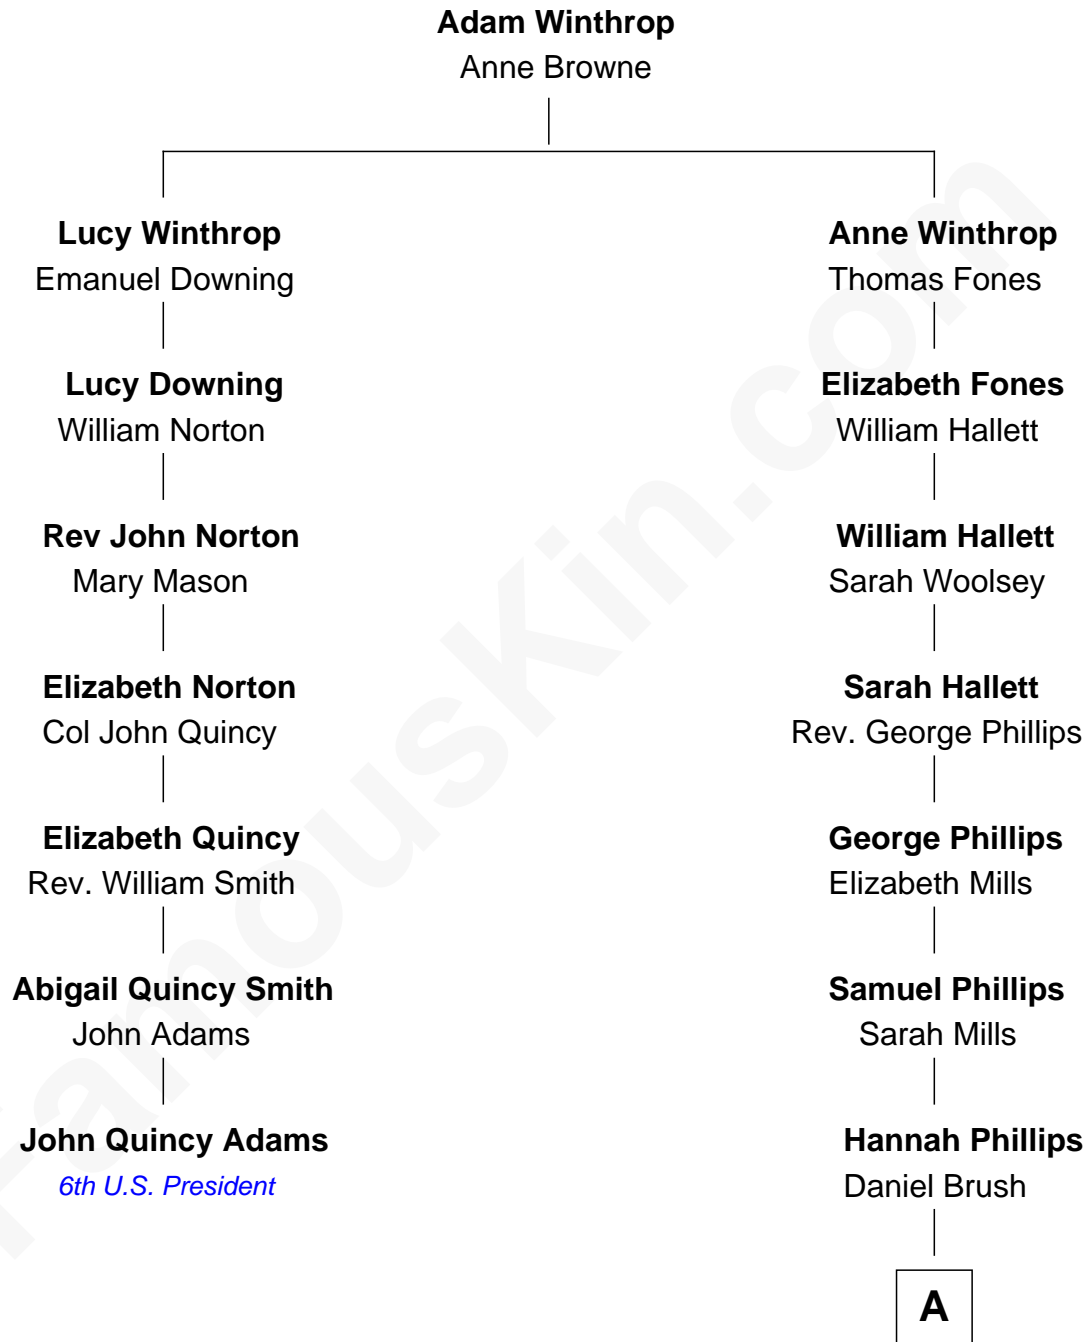 Adam Winthrop
Anne Browne
Lucy Winthrop
Emanuel Downing
Anne Winthrop
Thomas Fones
Lucy Downing
William Norton
Elizabeth Fones
William Hallett
Rev John Norton
Mary Mason
William Hallett
Sarah Woolsey
Elizabeth Norton
Col John Quincy
Sarah Hallett
Rev. George Phillips
Elizabeth Quincy
Rev. William Smith
George Phillips
Elizabeth Mills
Abigail Quincy Smith
John Adams
Samuel Phillips
Sarah Mills
John Quincy Adams
6th U.S. President
Hannah Phillips
Daniel Brush
A
FamousKin.com